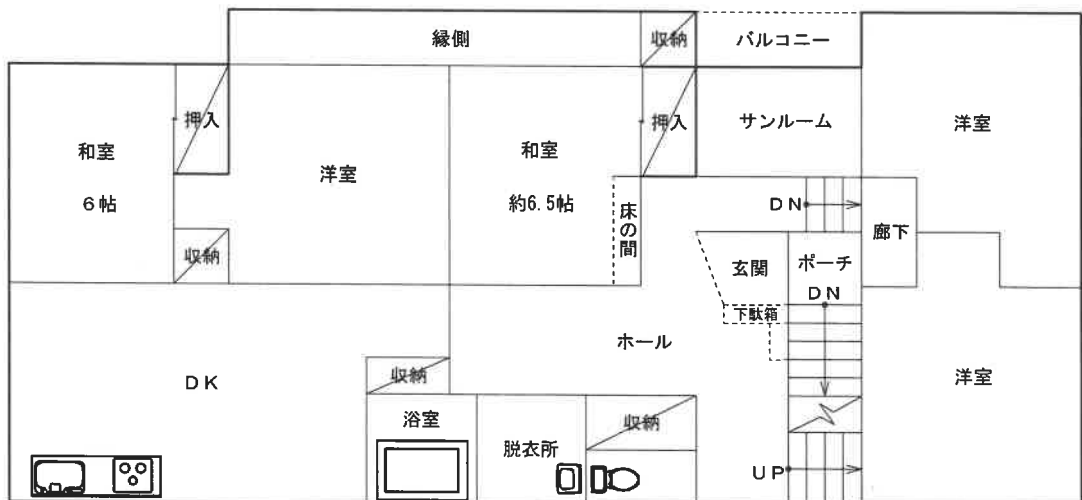 縁側
収納
バルコニー
和室
6帖
押入
洋室
和室
約6.5帖
押入
サンルーム
洋室
床の間
DN
廊下
収納
玄関
ポーチ
DN
下駄箱
ホール
DK
収納
洋室
浴室
脱衣所
収納
UP